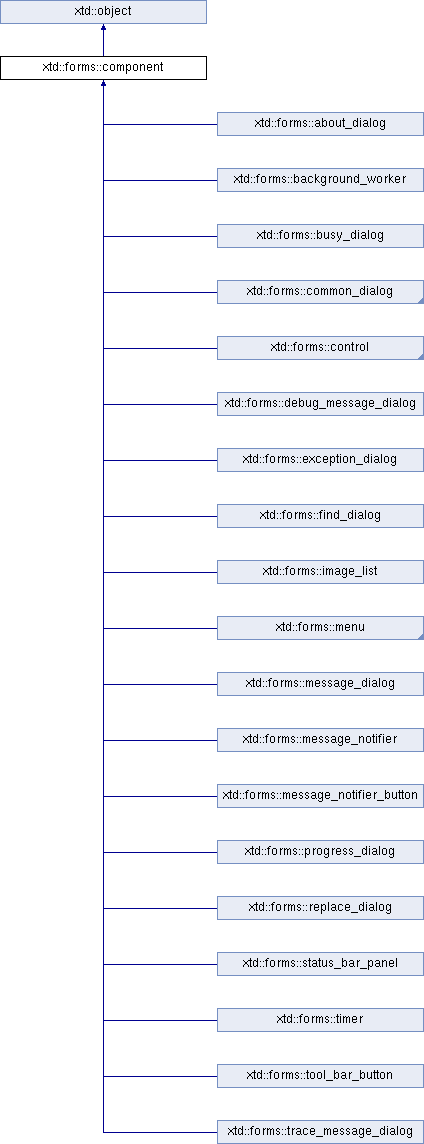 xtd::object
xtd::forms::component
xtd::forms::about_dialog
xtd::forms::background_worker
xtd::forms::busy_dialog
xtd::forms::common_dialog
xtd::forms::control
xtd::forms::debug_message_dialog
xtd::forms::exception_dialog
xtd::forms::find_dialog
xtd::forms::image_list
xtd::forms::menu
xtd::forms::message_dialog
xtd::forms::message_notifier
xtd::forms::message_notifier_button
xtd::forms::progress_dialog
xtd::forms::replace_dialog
xtd::forms::status_bar_panel
xtd::forms::timer
xtd::forms::tool_bar_button
xtd::forms::trace_message_dialog